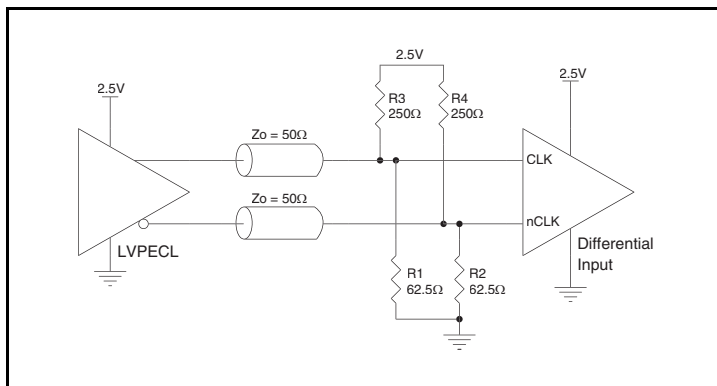 2.5V
2.5V
2.5V
R3
250Ω
R4
250Ω
Zo = 50Ω
CLK
Zo = 50Ω
nCLK
LVPECL
Differential
Input
R1
62.5Ω
R2
62.5Ω